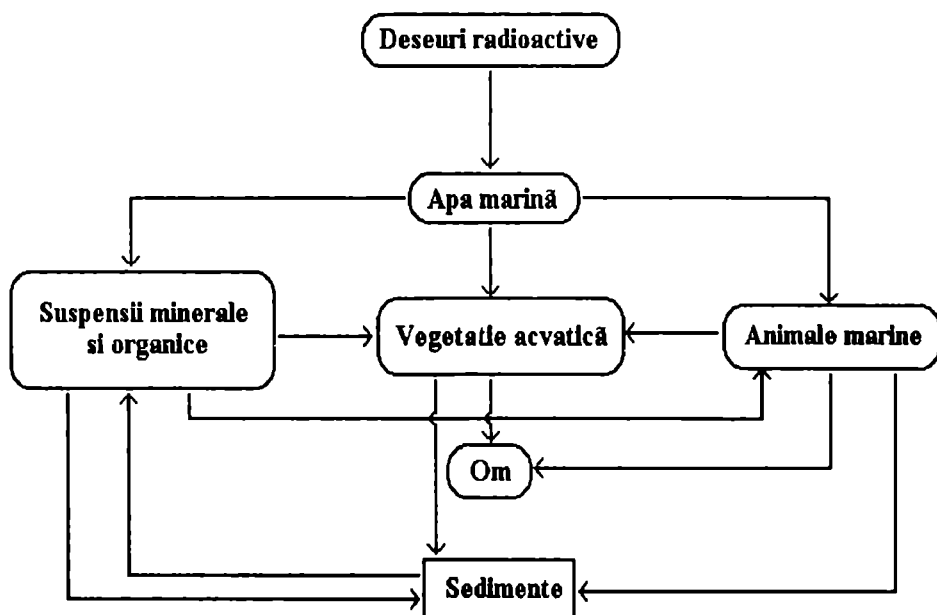 Deseuri radioactive
Apa marină
Suspensii minerale
si organice
Vegetatie acvatică
Animale marine
Om
Sedimente